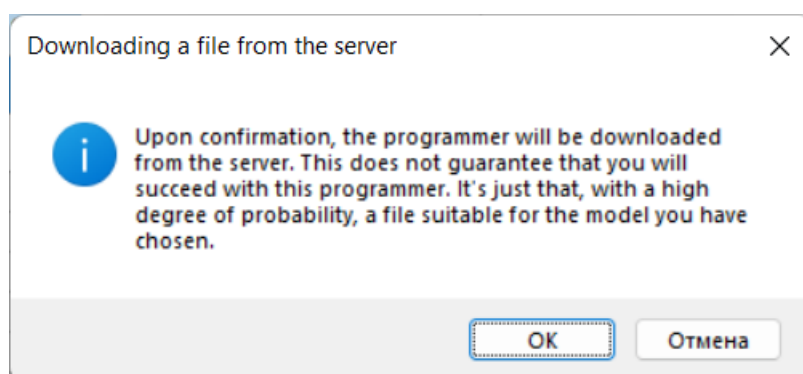 Downloading a file from the server
Upon confirmation, the programmer will be downloaded
from the server. This does not guarantee that you will
succeed with this programmer. It's just that, with a high
degree of probability, a file suitable for the model you have
chosen.
OK
Отмена